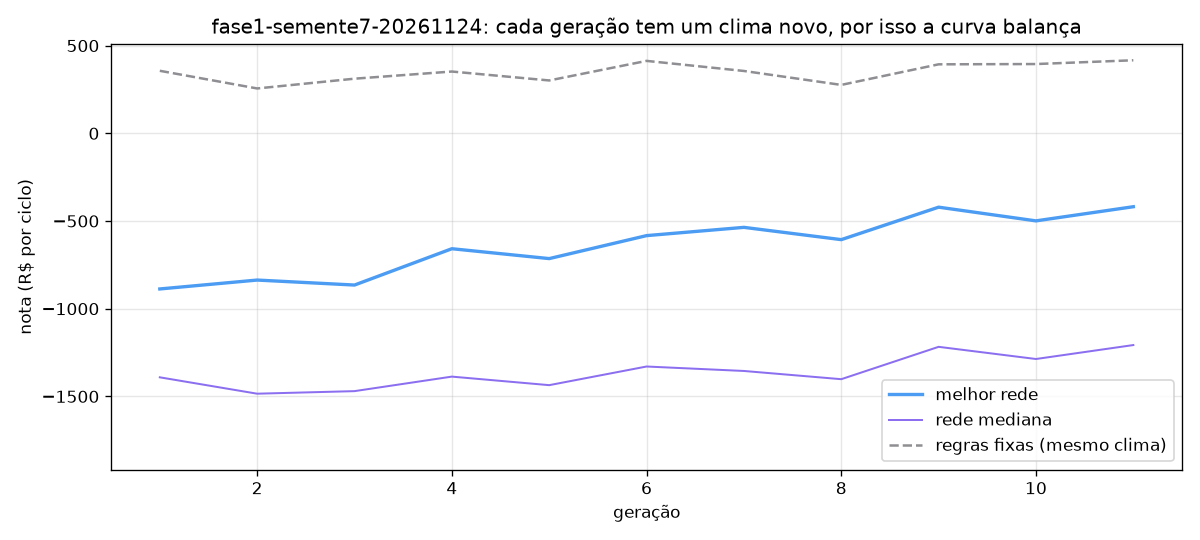 fase1-semente7-20261124: cada geração tem um clima novo, por isso a curva balança
500
0
−500
−1000
−1500
nota (R$ por ciclo)
2
4
6
8
10
geração
melhor rede
rede mediana
regras fixas (mesmo clima)